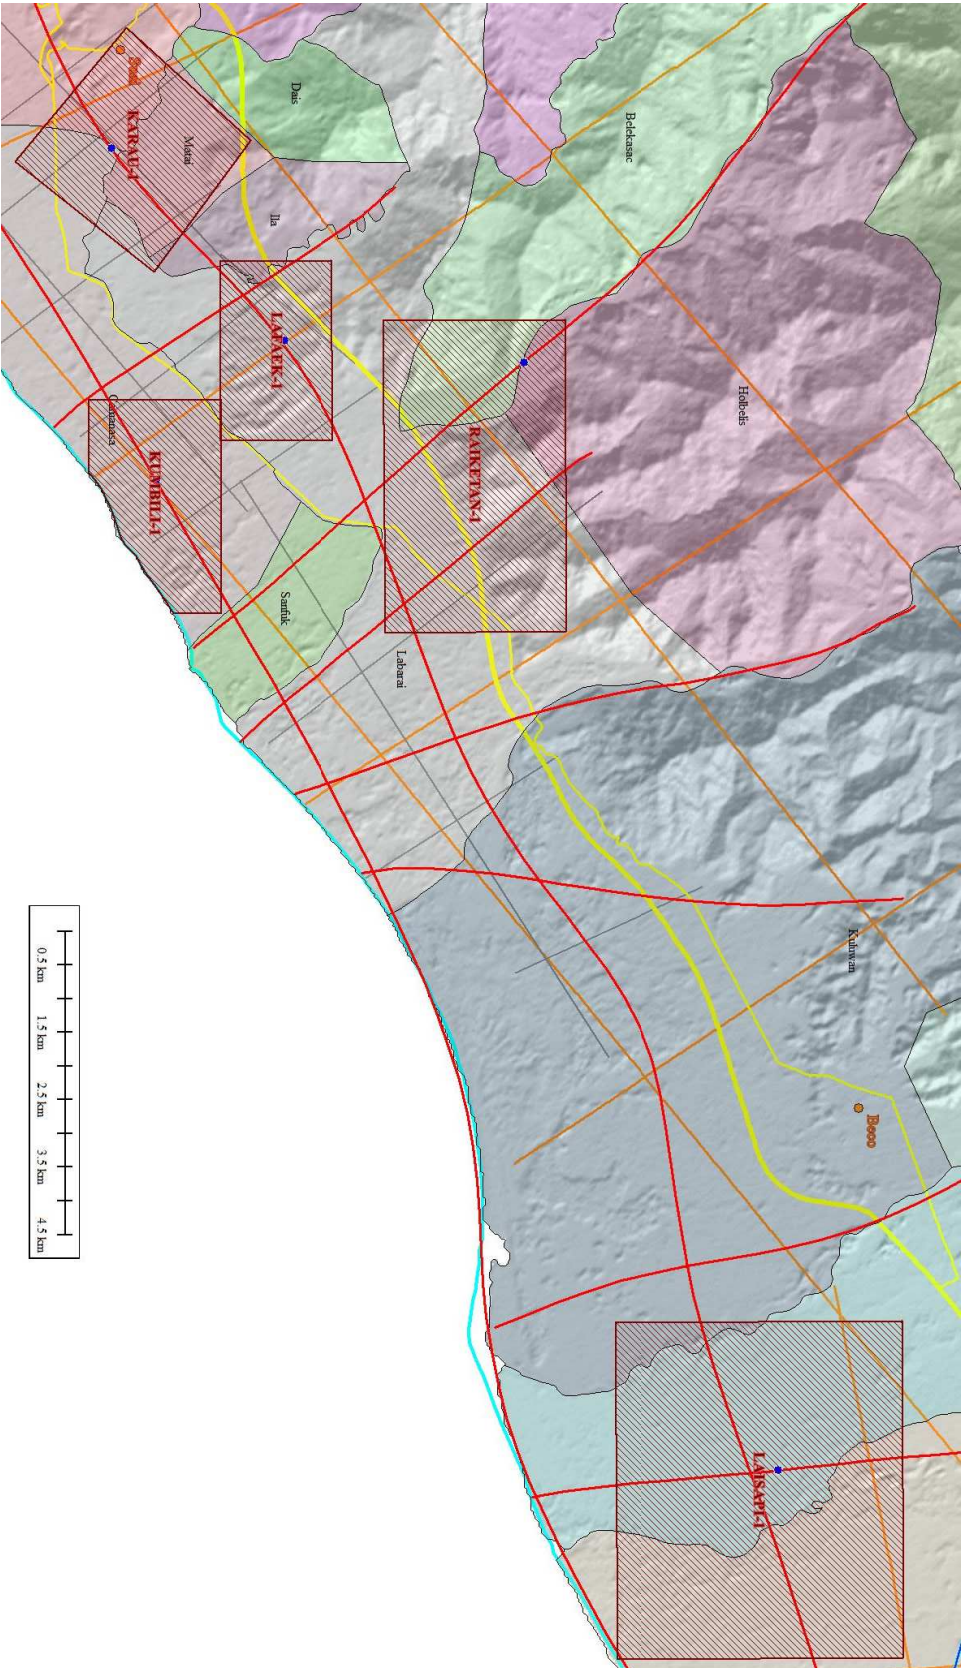 Suai
KARAU-1
Matai
Dais
Ila
Belekasac
LAFAEK-1
RAIKETAN-1
Holbelis
KUMBILI-1
Sanfuk
Labarai
Kuluwan
Beco
LAISAPI-1
0.5 km 1.5 km 2.5 km 3.5 km 4.5 km